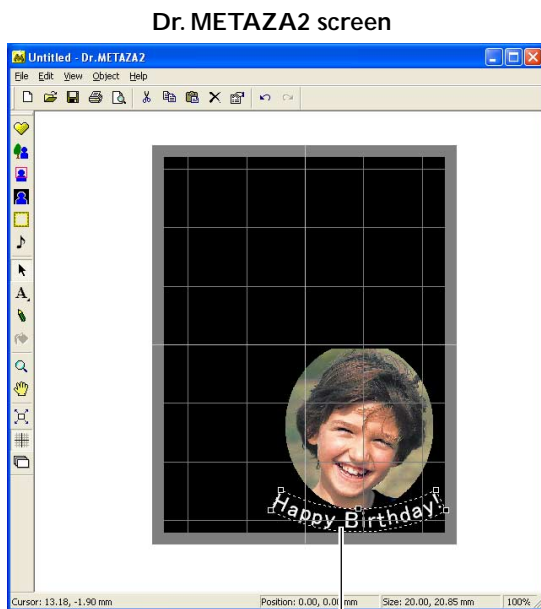 Dr. METAZA2 screen
Untitled - Dr.METAZA2
File Edit View Object Help
A
Happy Birthday!
Cursor: 13.18, -1.90 mm Position: 0.00, 0.00 mm Size: 20.00, 20.85 mm 100%